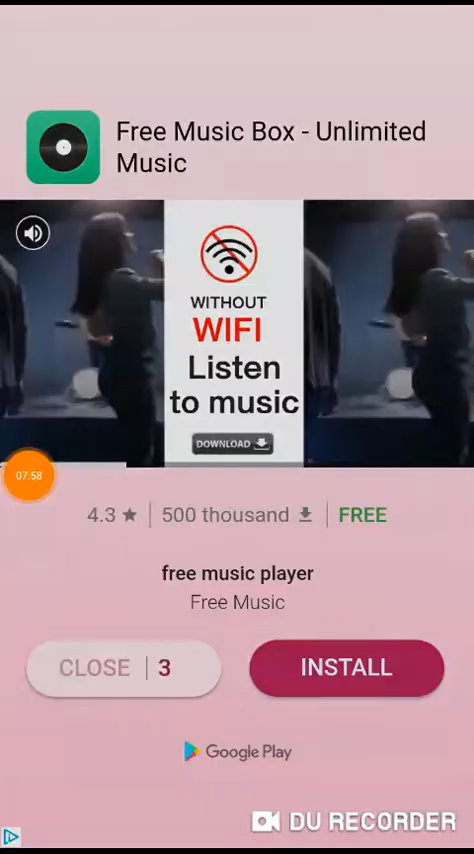 Free Music Box - Unlimited
Music
WITHOUT
WIFI
Listen
to music
DOWNLOAD
07:58
4.3 ★ | 500 thousand | FREE
free music player
Free Music
CLOSE | 3
INSTALL
Google Play
DU RECORDER